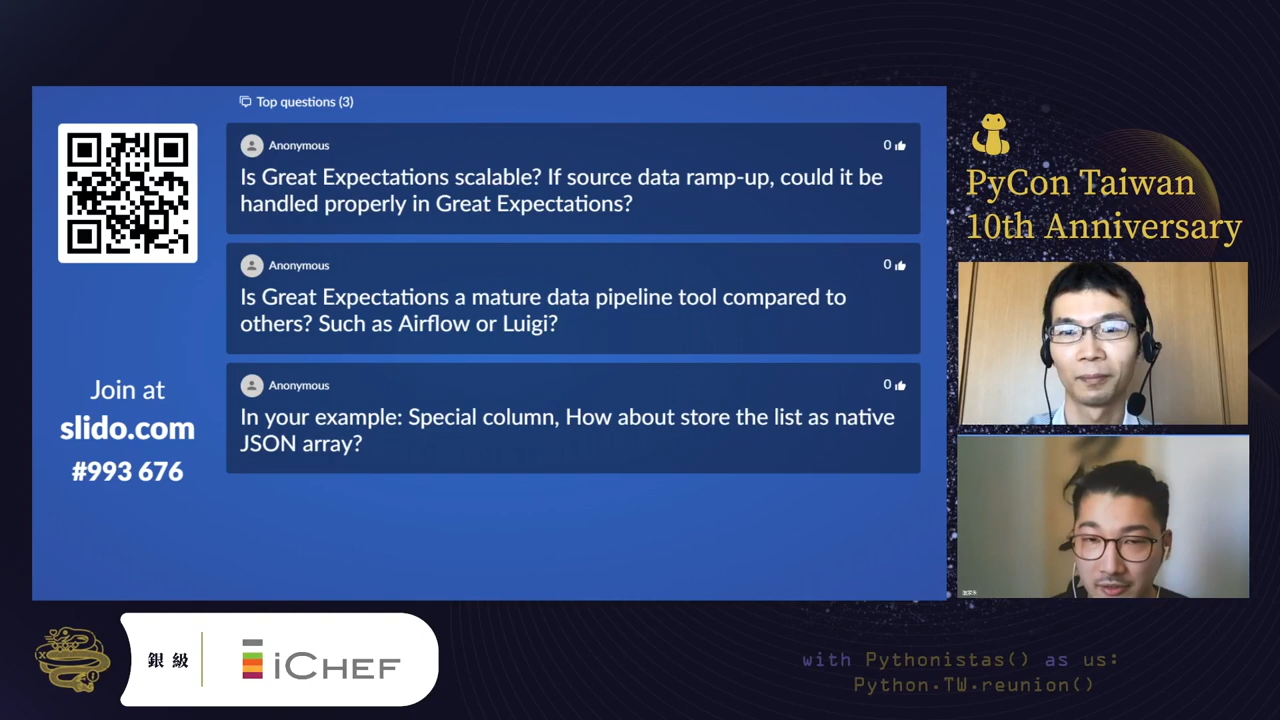 Top questions (3)
Anonymous
0
Is Great Expectations scalable? If source data ramp-up, could it be
handled properly in Great Expectations?
Anonymous
0
Is Great Expectations a mature data pipeline tool compared to
others? Such as Airflow or Luigi?
Anonymous
0
In your example: Special column, How about store the list as native
JSON array?
Join at
slido.com
#993 676
PyCon Taiwan
10th Anniversary
銀級
iCHEF
with Pythonistas() as us:
Python.TW.reunion()